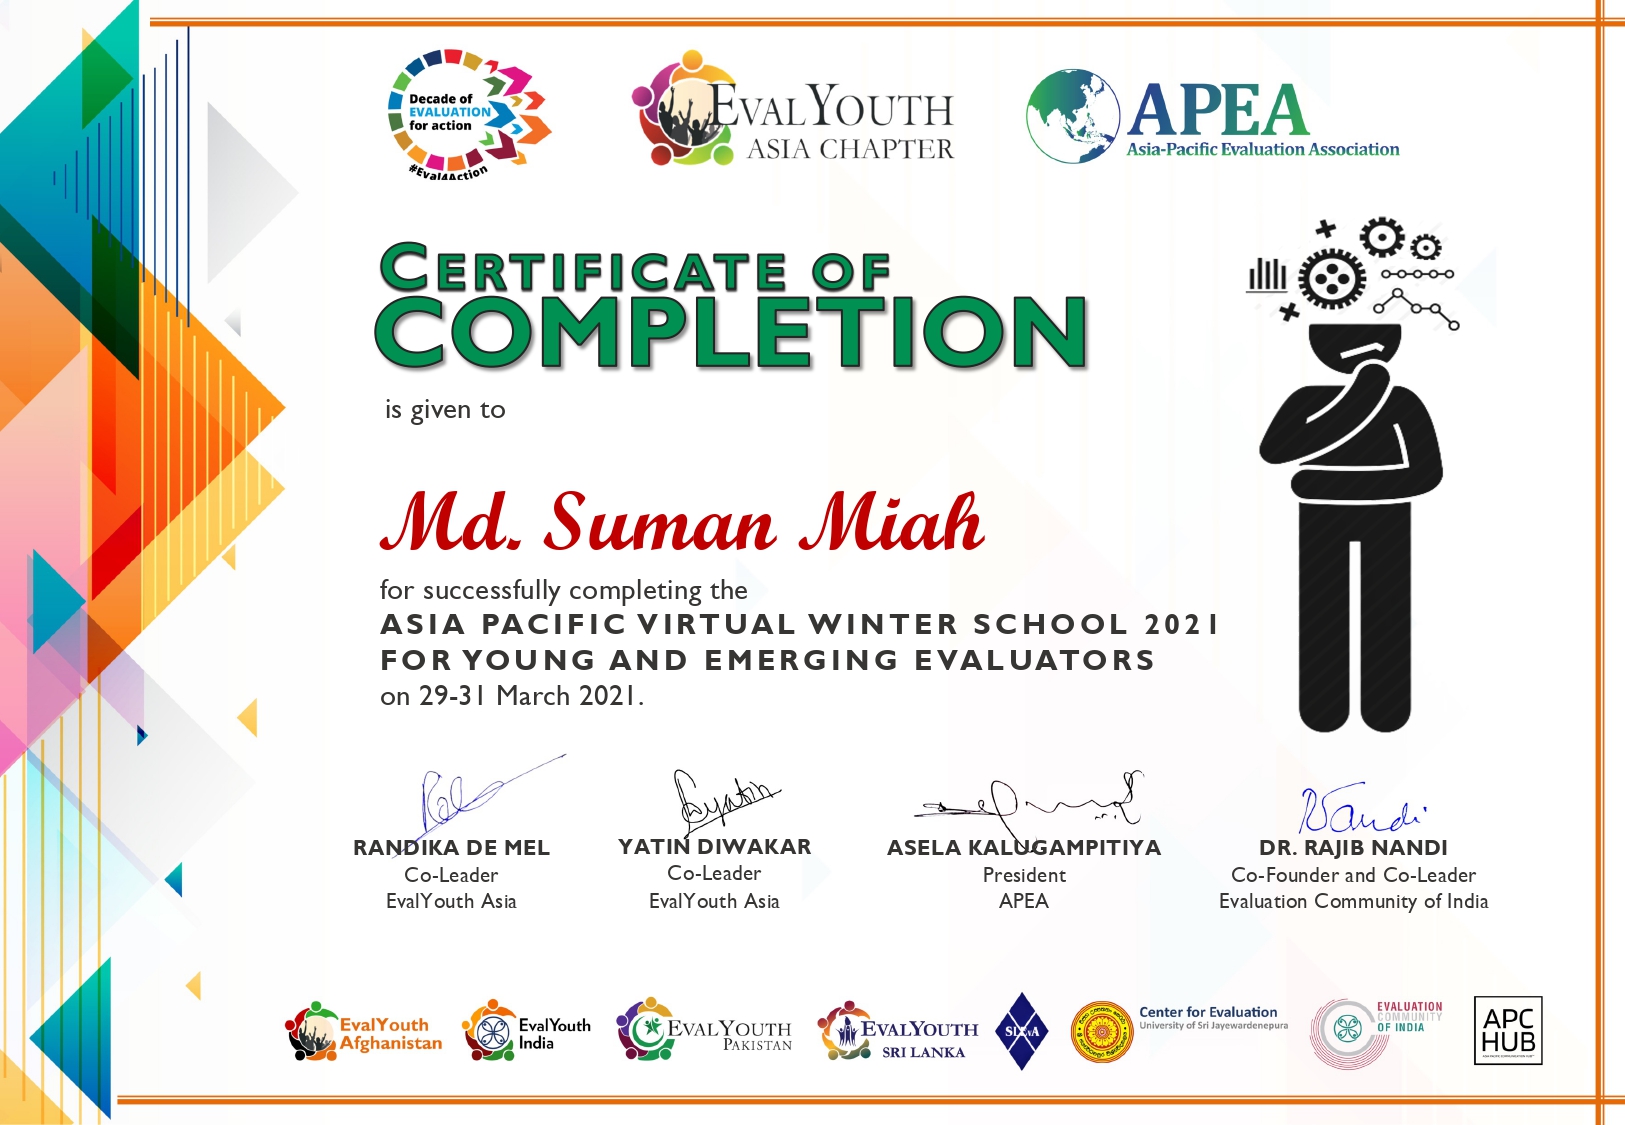 Decade of
EVALUATION
for action
#Eval4Action
EVALYOUTH
ASIA CHAPTER
APEA
Asia-Pacific Evaluation Association
CERTIFICATE OF
COMPLETION
is given to
Md. Suman Miah
for successfully completing the
ASIA PACIFIC VIRTUAL WINTER SCHOOL 2021
FOR YOUNG AND EMERGING EVALUATORS
on 29-31 March 2021.
RANDIKA DE MEL
Co-Leader
EvalYouth Asia
YATIN DIWAKAR
Co-Leader
EvalYouth Asia
ASELA KALUGAMPITIYA
President
APEA
DR. RAJIB NANDI
Co-Founder and Co-Leader
Evaluation Community of India
EvalYouth
Afghanistan
EvalYouth
India
EVALYOUTH
PAKISTAN
EVALYOUTH
SRI LANKA
SLEvA
Center for Evaluation
University of Sri Jayewardenepura
EVALUATION
COMMUNITY
OF INDIA
APC
HUB